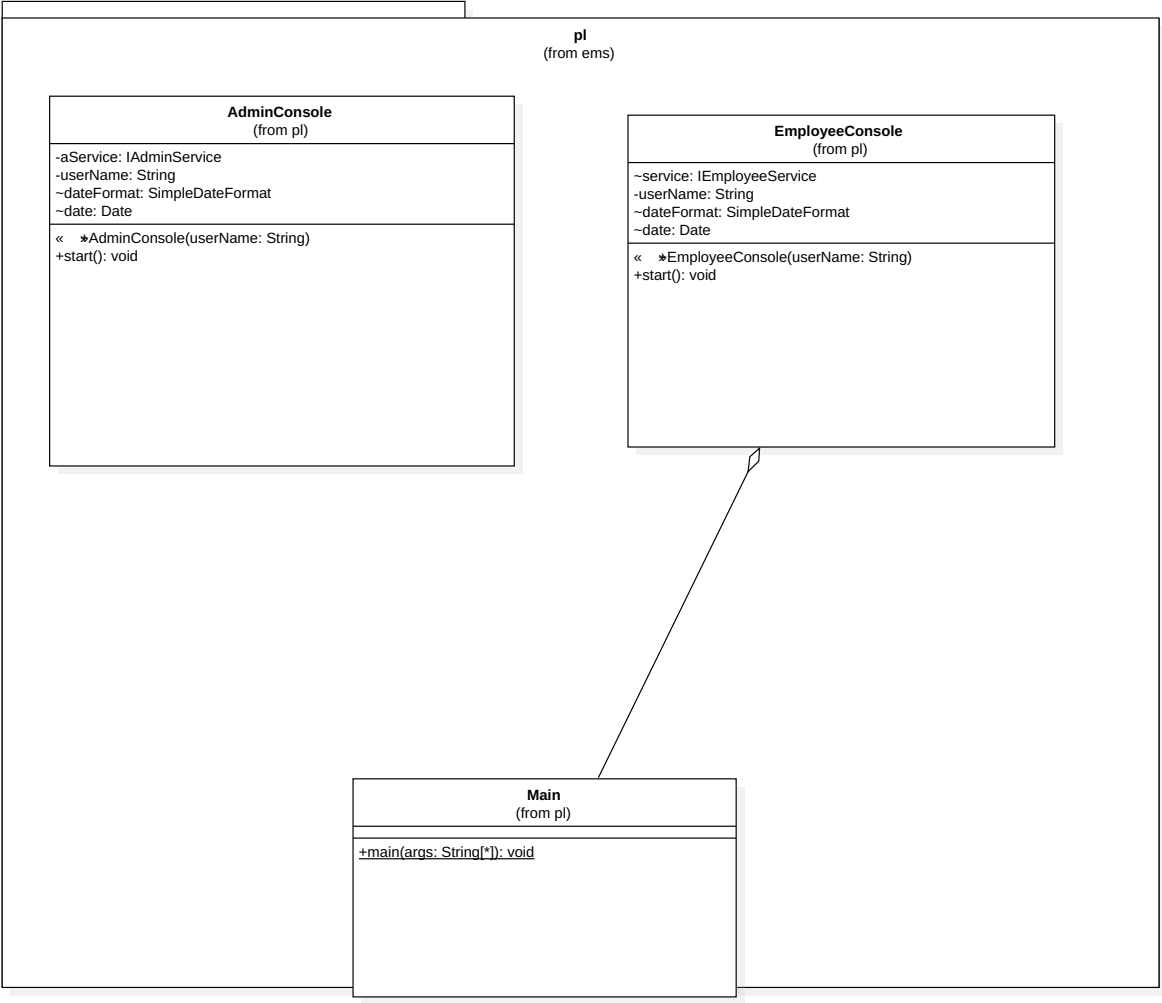 pl
(from ems)
AdminConsole
(from pl)
-aService: IAdminService
-userName: String
~dateFormat: SimpleDateFormat
~date: Date
« »AdminConsole(userName: String)
+start(): void
EmployeeConsole
(from pl)
~service: IEmployeeService
-userName: String
~dateFormat: SimpleDateFormat
~date: Date
« »EmployeeConsole(userName: String)
+start(): void
Main
(from pl)
+main(args: String[*]): void